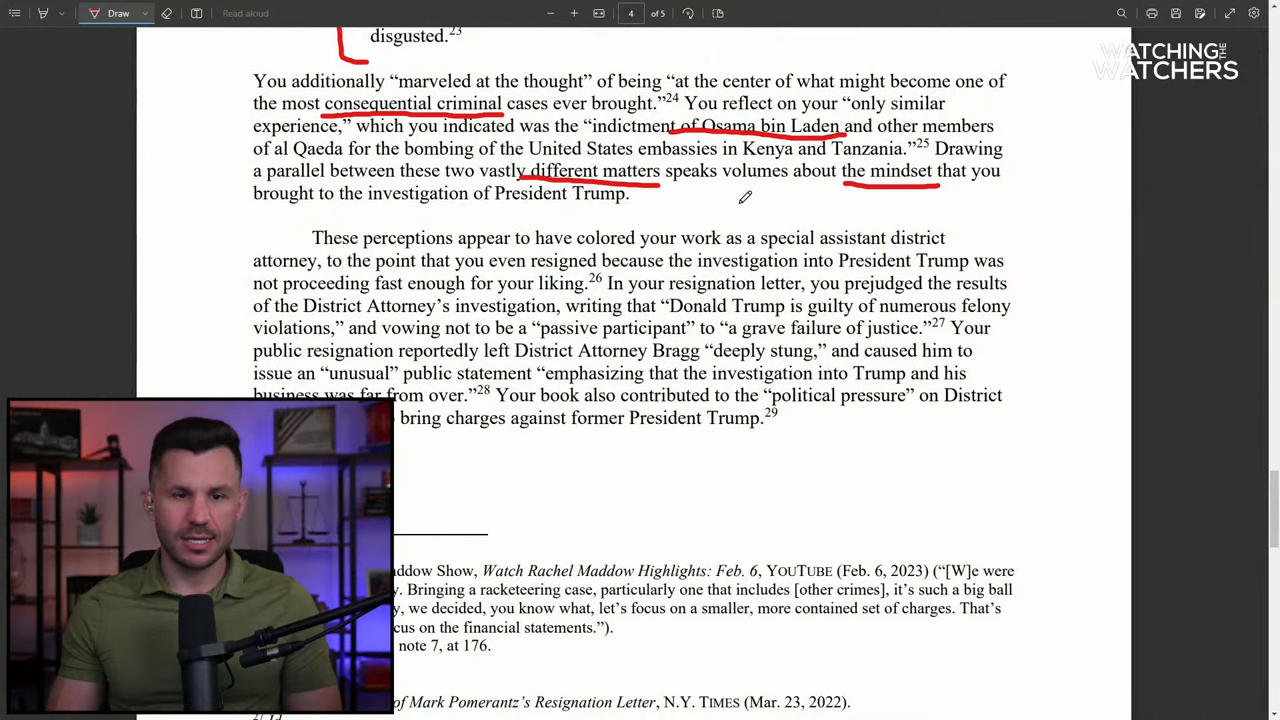 Draw
Read aloud
4 of 5
WATCHING
THE
WATCHERS
disgusted.23
You additionally “marveled at the thought” of being “at the center of what might become one of
the most consequential criminal cases ever brought.”24 You reflect on your “only similar
experience,” which you indicated was the “indictment of Osama bin Laden and other members
of al Qaeda for the bombing of the United States embassies in Kenya and Tanzania.”25 Drawing
a parallel between these two vastly different matters speaks volumes about the mindset that you
brought to the investigation of President Trump.
These perceptions appear to have colored your work as a special assistant district
attorney, to the point that you even resigned because the investigation into President Trump was
not proceeding fast enough for your liking.26 In your resignation letter, you prejudged the results
of the District Attorney’s investigation, writing that “Donald Trump is guilty of numerous felony
violations,” and vowing not to be a “passive participant” to “a grave failure of justice.”27 Your
public resignation reportedly left District Attorney Bragg “deeply stung,” and caused him to
issue an “unusual” public statement “emphasizing that the investigation into Trump and his
business was far from over.”28 Your book also contributed to the “political pressure” on District
bring charges against former President Trump.29
addow Show, Watch Rachel Maddow Highlights: Feb. 6, YOUTUBE (Feb. 6, 2023) (“[W]e were
y. Bringing a racketeering case, particularly one that includes [other crimes], it’s such a big ball
y, we decided, you know what, let’s focus on a smaller, more contained set of charges. That’s
cus on the financial statements.”).
note 7, at 176.
of Mark Pomerantz’s Resignation Letter, N.Y. TIMES (Mar. 23, 2022).